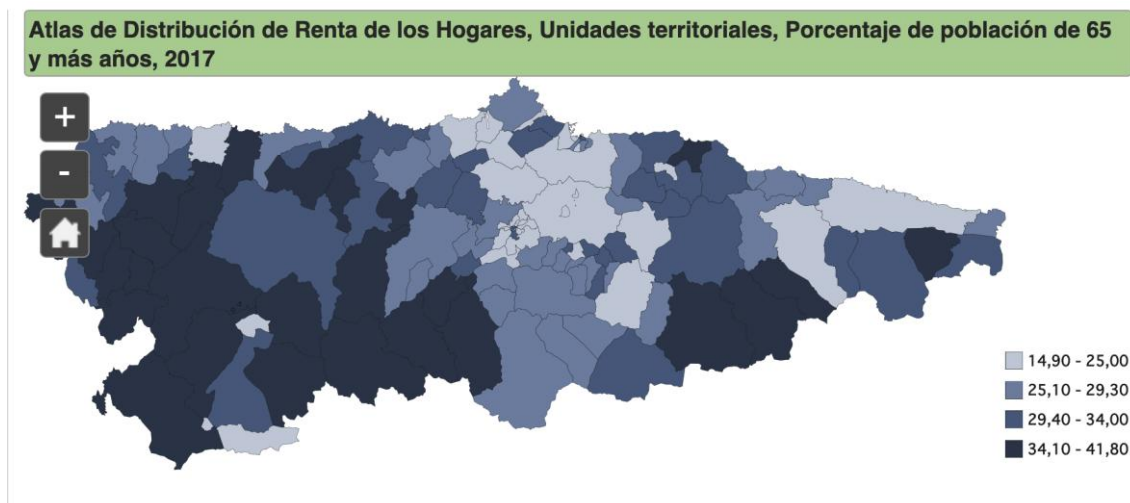 Atlas de Distribución de Renta de los Hogares, Unidades territoriales, Porcentaje de población de 65
y más años, 2017
+
-
14,90 - 25,00
25,10 - 29,30
29,40 - 34,00
34,10 - 41,80